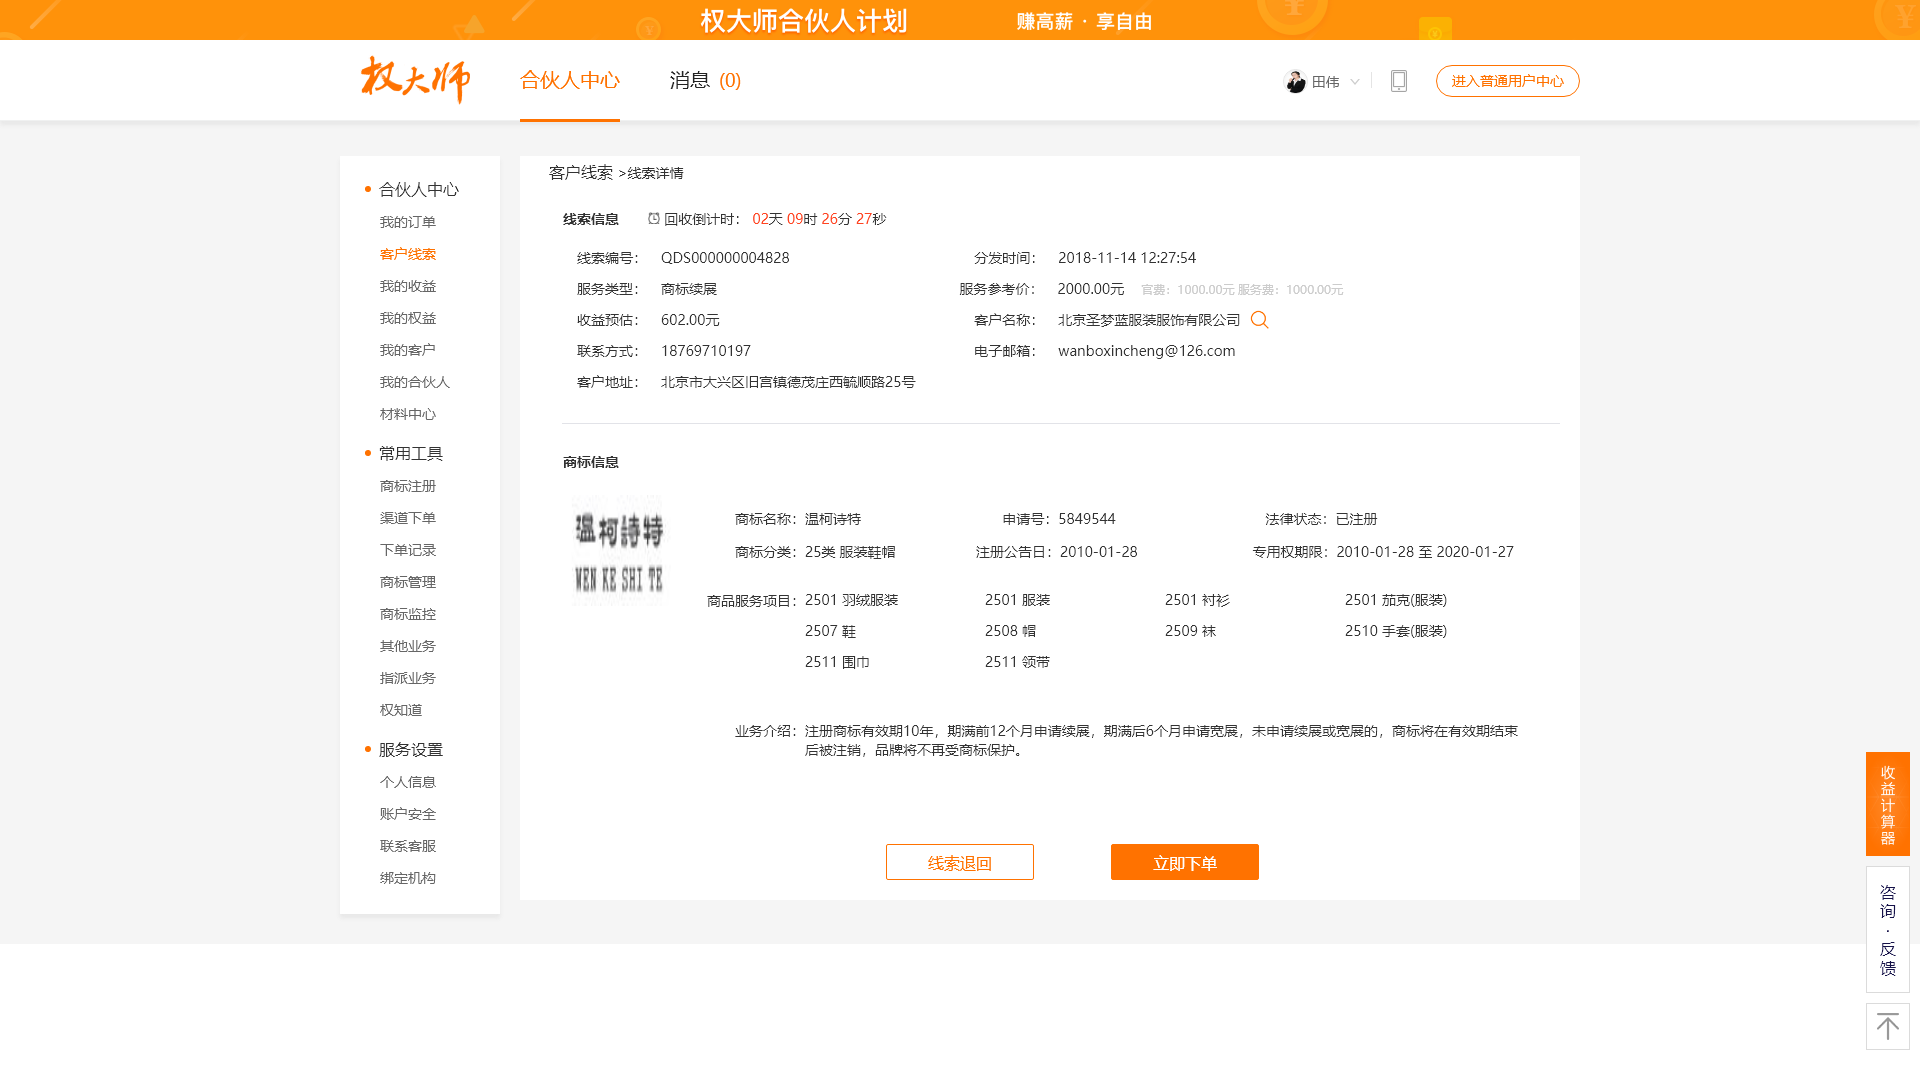 权大师合伙人计划 赚高薪 · 享自由
权大师 合伙人中心 消息 (0) 田伟 进入普通用户中心
合伙人中心
我的订单
客户线索
我的收益
我的权益
我的客户
我的合伙人
材料中心
常用工具
商标注册
渠道下单
下单记录
商标管理
商标监控
其他业务
指派业务
权知道
服务设置
个人信息
账户安全
联系客服
绑定机构
客户线索 >线索详情
线索信息 回收倒计时： 02天 09时 26分 27秒
线索编号： QDS000000004828 分发时间： 2018-11-14 12:27:54
服务类型： 商标续展 服务参考价： 2000.00元 官费：1000.00元 服务费：1000.00元
收益预估： 602.00元 客户名称： 北京圣梦蓝服装服饰有限公司
联系方式： 18769710197 电子邮箱： wanboxincheng@126.com
客户地址： 北京市大兴区旧宫镇德茂庄西毓顺路25号
商标信息
温柯詩特
WEN KE SHI TE
商标名称：温柯诗特 申请号：5849544 法律状态：已注册
商标分类：25类 服装鞋帽 注册公告日：2010-01-28 专用权期限：2010-01-28 至 2020-01-27
商品服务项目：2501 羽绒服装 2501 服装 2501 衬衫 2501 茄克(服装)
2507 鞋 2508 帽 2509 袜 2510 手套(服装)
2511 围巾 2511 领带
业务介绍：注册商标有效期10年，期满前12个月申请续展，期满后6个月申请宽展，未申请续展或宽展的，商标将在有效期结束
后被注销，品牌将不再受商标保护。
线索退回 立即下单
收益计算器
咨询·反馈